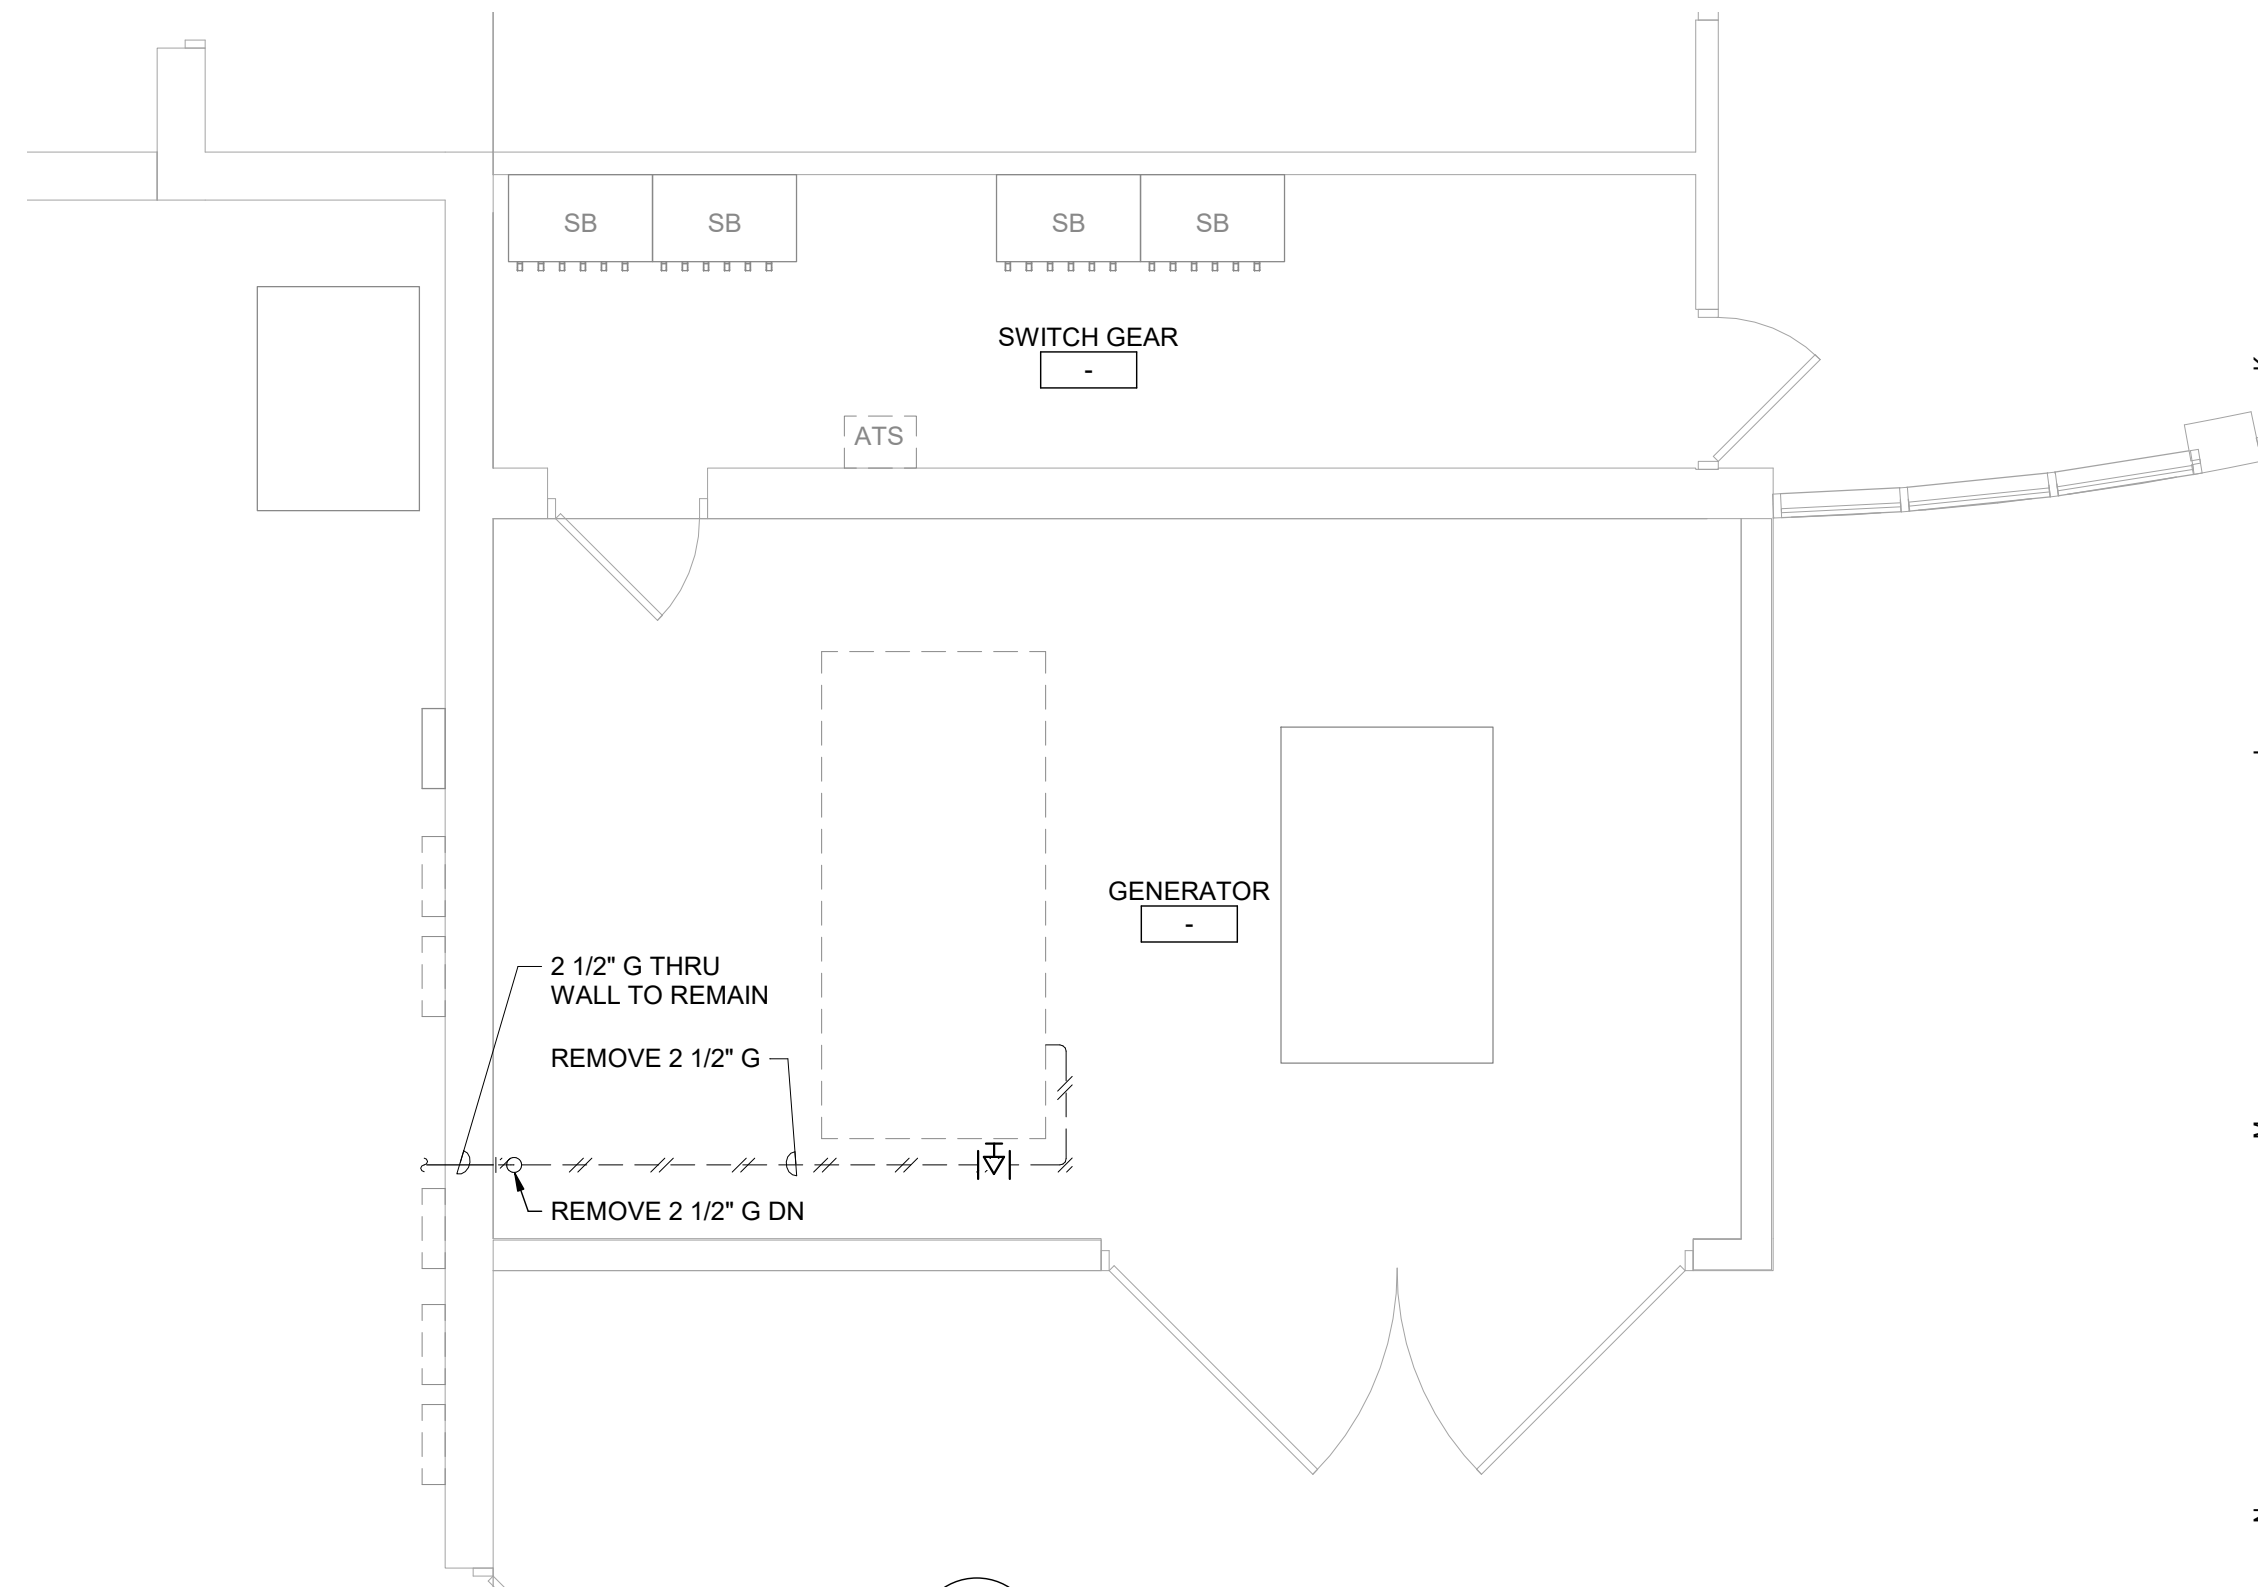 SB SB SB SB
SWITCH GEAR
-
ATS
GENERATOR
-
2 1/2" G THRU
WALL TO REMAIN
REMOVE 2 1/2" G
REMOVE 2 1/2" G DN